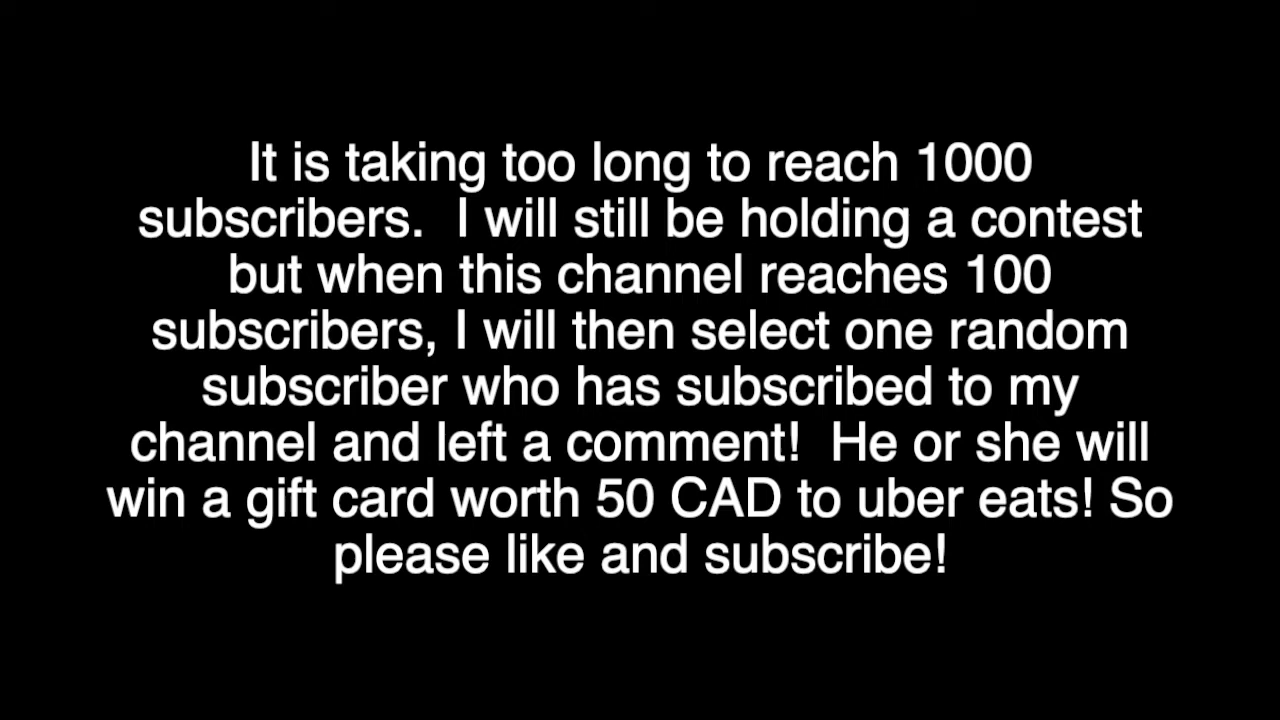 It is taking too long to reach 1000
subscribers.  I will still be holding a contest
but when this channel reaches 100
subscribers, I will then select one random
subscriber who has subscribed to my
channel and left a comment!  He or she will
win a gift card worth 50 CAD to uber eats! So
please like and subscribe!